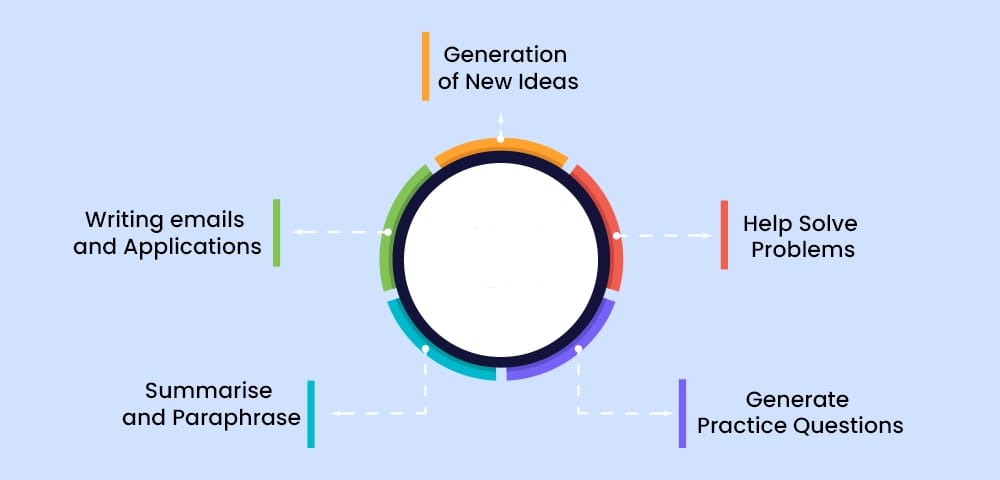 Generation
of New Ideas
Writing emails
and Applications
Help Solve
Problems
Summarise
and Paraphrase
Generate
Practice Questions